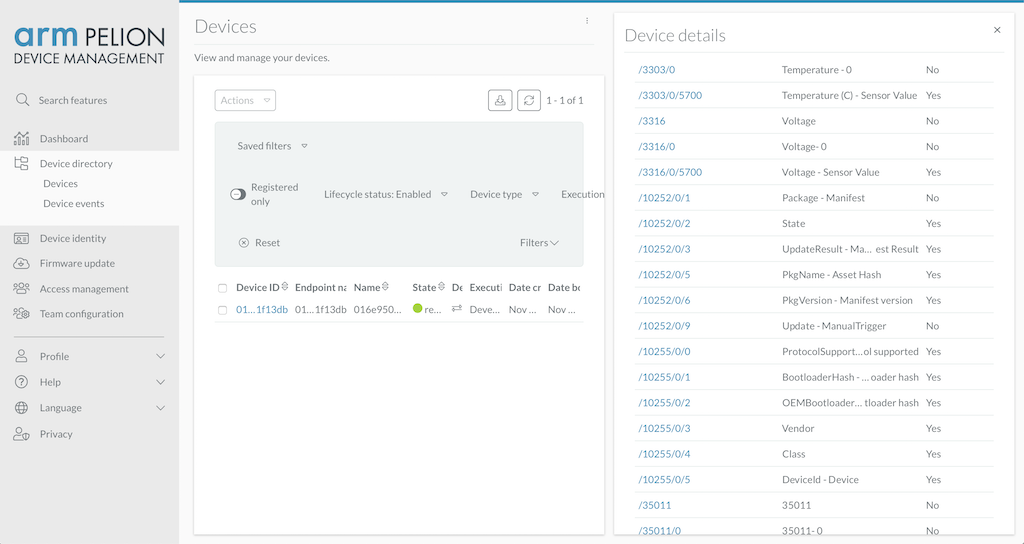 arm PELION
DEVICE MANAGEMENT
Search features
Dashboard
Device directory
Devices
Device events
Device identity
Firmware update
Access management
Team configuration
Profile
Help
Language
Privacy
Devices
View and manage your devices.
Actions
1 - 1 of 1
Saved filters
Registered
only
Lifecycle status: Enabled
Device type
Execution
Reset
Filters
Device ID Endpoint na Name State De Executi Date cr Date bo
01...1f13db 01...1f13db 016e950... re... Deve... Nov ... Nov ...
Device details
/3303/0 Temperature - 0 No
/3303/0/5700 Temperature (C) - Sensor Value Yes
/3316 Voltage No
/3316/0 Voltage- 0 No
/3316/0/5700 Voltage - Sensor Value Yes
/10252/0/1 Package - Manifest No
/10252/0/2 State Yes
/10252/0/3 UpdateResult - Ma... est Result Yes
/10252/0/5 PkgName - Asset Hash Yes
/10252/0/6 PkgVersion - Manifest version Yes
/10252/0/9 Update - ManualTrigger No
/10255/0/0 ProtocolSupport...ol supported Yes
/10255/0/1 BootloaderHash - ... oader hash Yes
/10255/0/2 OEMBootloader... tloader hash Yes
/10255/0/3 Vendor Yes
/10255/0/4 Class Yes
/10255/0/5 DeviceId - Device Yes
/35011 35011 No
/35011/0 35011- 0 No